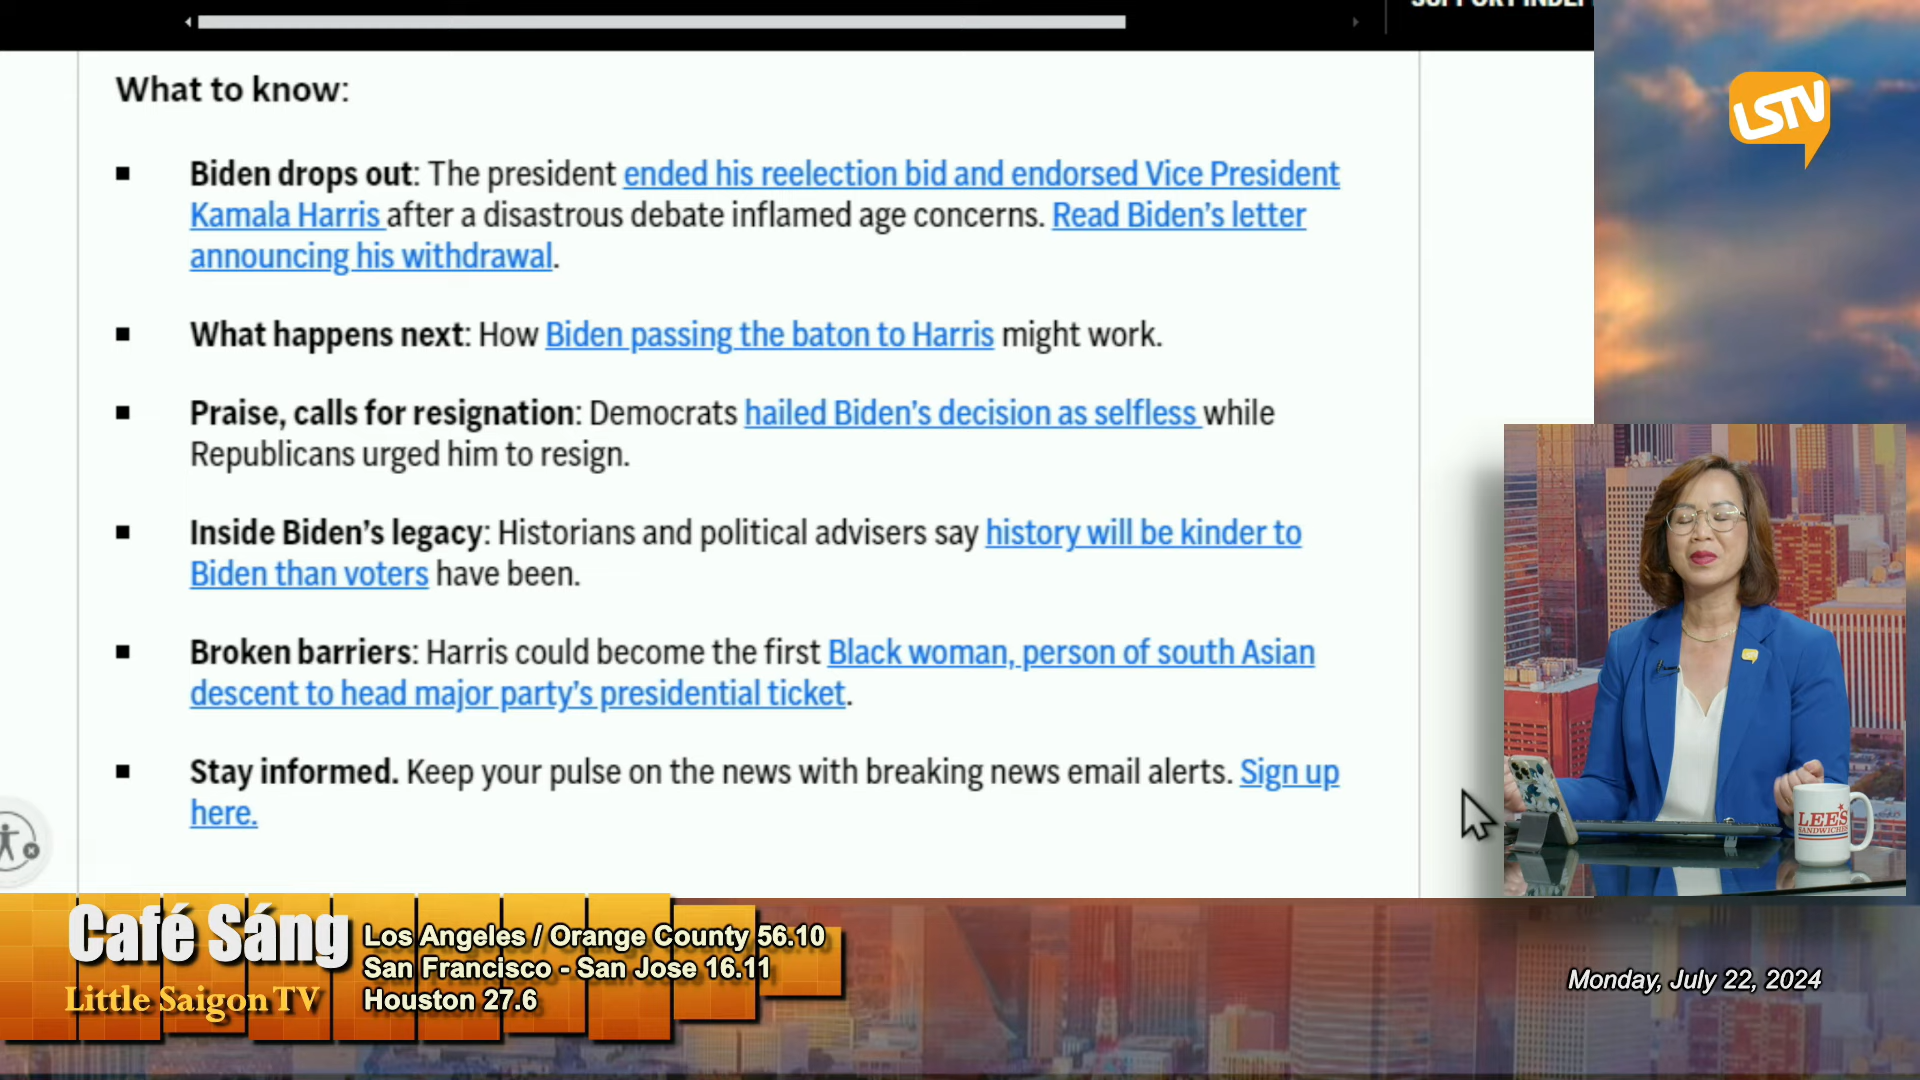 What to know:
Biden drops out: The president ended his reelection bid and endorsed Vice President
Kamala Harris after a disastrous debate inflamed age concerns. Read Biden's letter
announcing his withdrawal.
What happens next: How Biden passing the baton to Harris might work.
Praise, calls for resignation: Democrats hailed Biden's decision as selfless while
Republicans urged him to resign.
Inside Biden's legacy: Historians and political advisers say history will be kinder to
Biden than voters have been.
Broken barriers: Harris could become the first Black woman, person of south Asian
descent to head major party's presidential ticket.
Stay informed. Keep your pulse on the news with breaking news email alerts. Sign up
here.
LSTV
LEE'S
SANDWICHES
Café Sáng
Little Saigon TV
Los Angeles / Orange County 56.10
San Francisco - San Jose 16.11
Houston 27.6
Monday, July 22, 2024